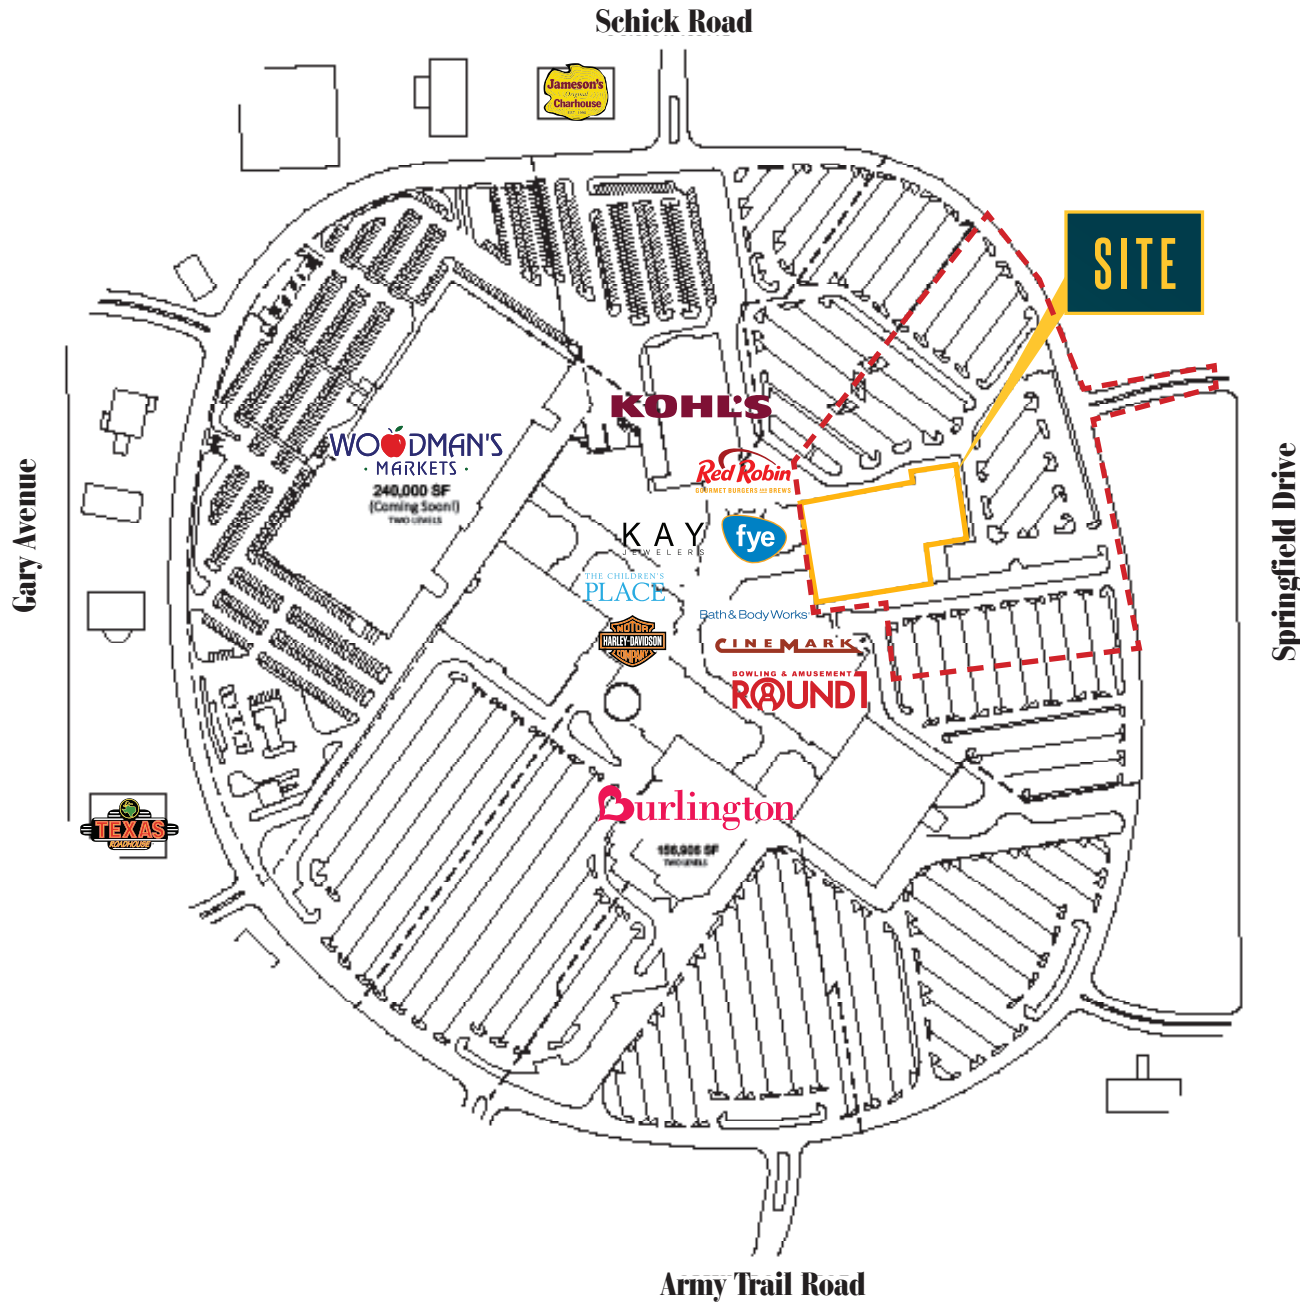 Schick Road
Jameson's
Original
Charhouse
SITE
KOHL'S
WOODMAN'S
• MARKETS •
240,000 SF
(Coming Soon!)
TWO LEVELS
Red Robin
GOURMET BURGERS AND BREWS
KAY
JEWELERS
fye
THE CHILDREN'S
PLACE
Bath & Body Works
MOTOR
HARLEY-DAVIDSON
COMPANY
CINEMARK
BOWLING & AMUSEMENT
ROUND1
Gary Avenue
Springfield Drive
TEXAS
ROADHOUSE
Burlington
TWO LEVELS
Army Trail Road